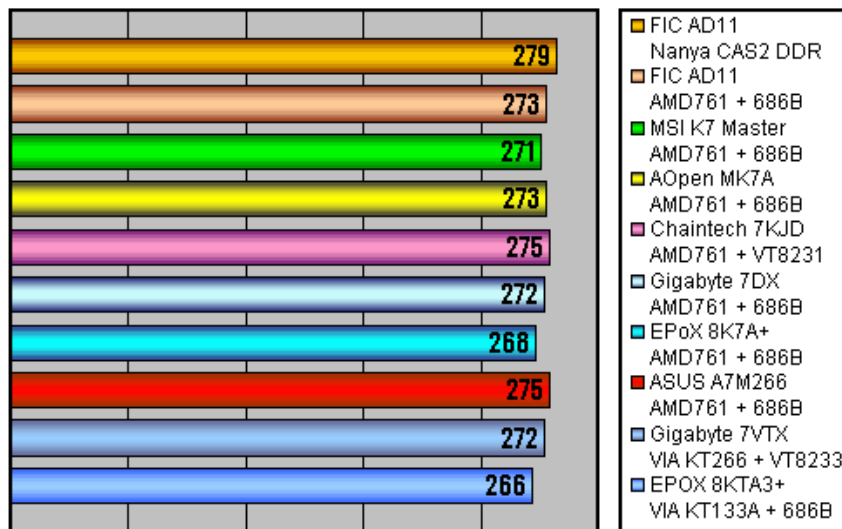 279
273
271
273
275
272
268
275
272
266
FIC AD11
Nanya CAS2 DDR
FIC AD11
AMD761 + 686B
MSI K7 Master
AMD761 + 686B
AOpen MK7A
AMD761 + 686B
Chaintech 7KJD
AMD761 + VT8231
Gigabyte 7DX
AMD761 + 686B
EPoX 8K7A+
AMD761 + 686B
ASUS A7M266
AMD761 + 686B
Gigabyte 7VTX
VIA KT266 + VT8233
EPOX 8KTA3+
VIA KT133A + 686B